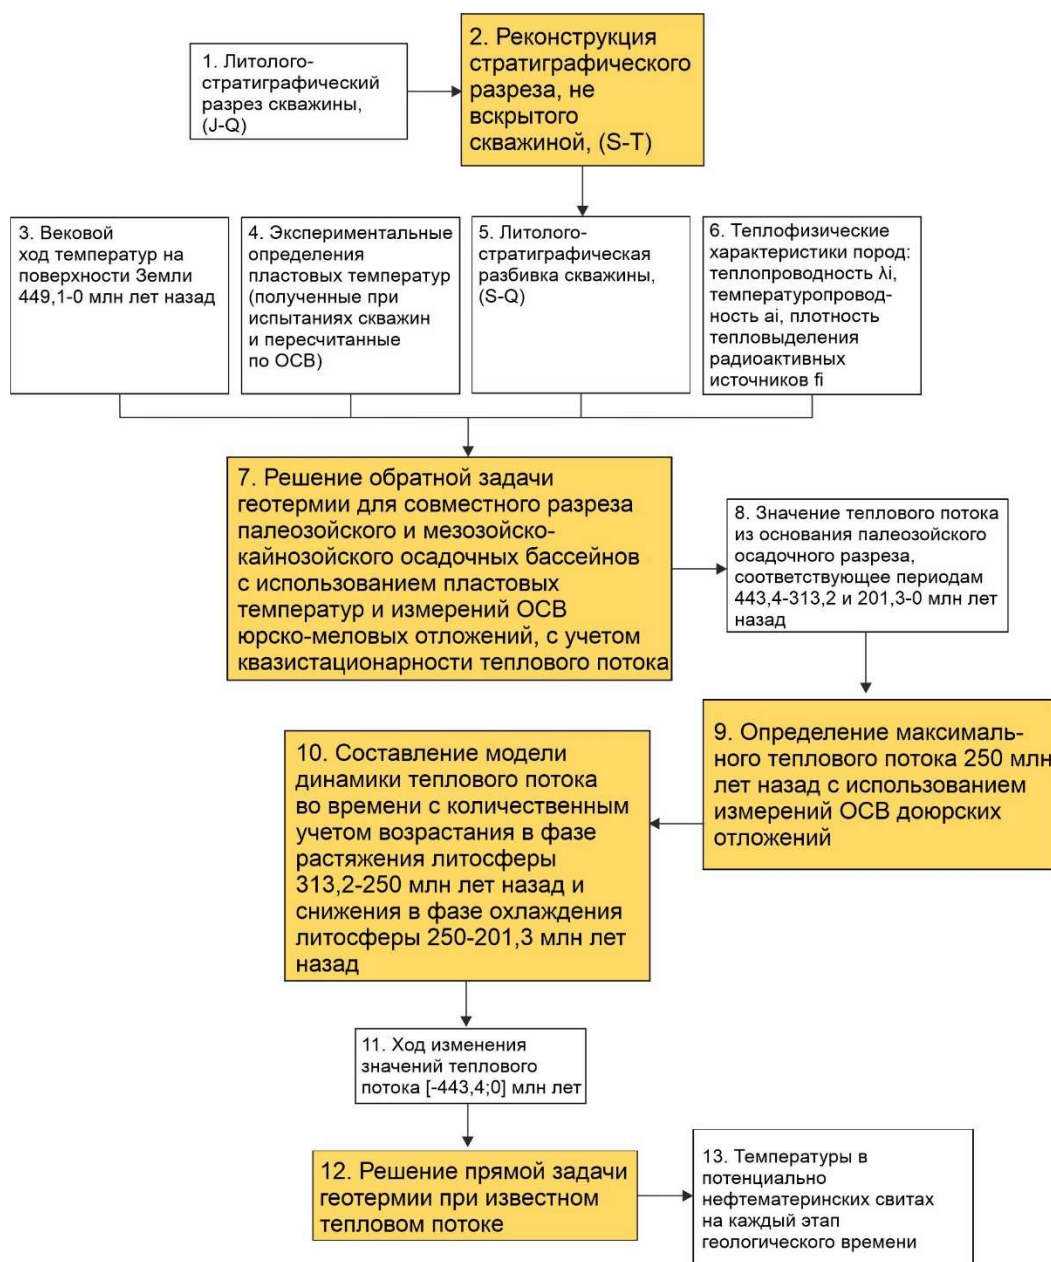 1. Литолого-
стратиграфический
разрез скважины,
(J-Q)
2. Реконструкция
стратиграфического
разреза, не
вскрытого
скважиной, (S-T)
3. Вековой
ход температур на
поверхности Земли
449,1-0 млн лет назад
4. Экспериментальные
определения
пластовых температур
(полученные при
испытаниях скважин
и пересчитанные
по ОСВ)
5. Литолого-
стратиграфическая
разбивка скважины,
(S-Q)
6. Теплофизические
характеристики пород:
теплопроводность λi,
температуропровод-
ность ai, плотность
тепловыделения
радиоактивных
источников fi
7. Решение обратной задачи
геотермии для совместного разреза
палеозойского и мезозойско-
кайнозойского осадочных бассейнов
с использованием пластовых
температур и измерений ОСВ
юрско-меловых отложений, с учетом
квазистационарности теплового потока
8. Значение теплового потока
из основания палеозойского
осадочного разреза,
соответствующее периодам
443,4-313,2 и 201,3-0 млн лет
назад
9. Определение максималь-
ного теплового потока 250 млн
лет назад с использованием
измерений ОСВ доюрских
отложений
10. Составление модели
динамики теплового потока
во времени с количественным
учетом возрастания в фазе
растяжения литосферы
313,2-250 млн лет назад и
снижения в фазе охлаждения
литосферы 250-201,3 млн лет
назад
11. Ход изменения
значений теплового
потока [-443,4;0] млн лет
12. Решение прямой задачи
геотермии при известном
тепловом потоке
13. Температуры в
потенциально
нефтематеринских свитах
на каждый этап
геологического времени